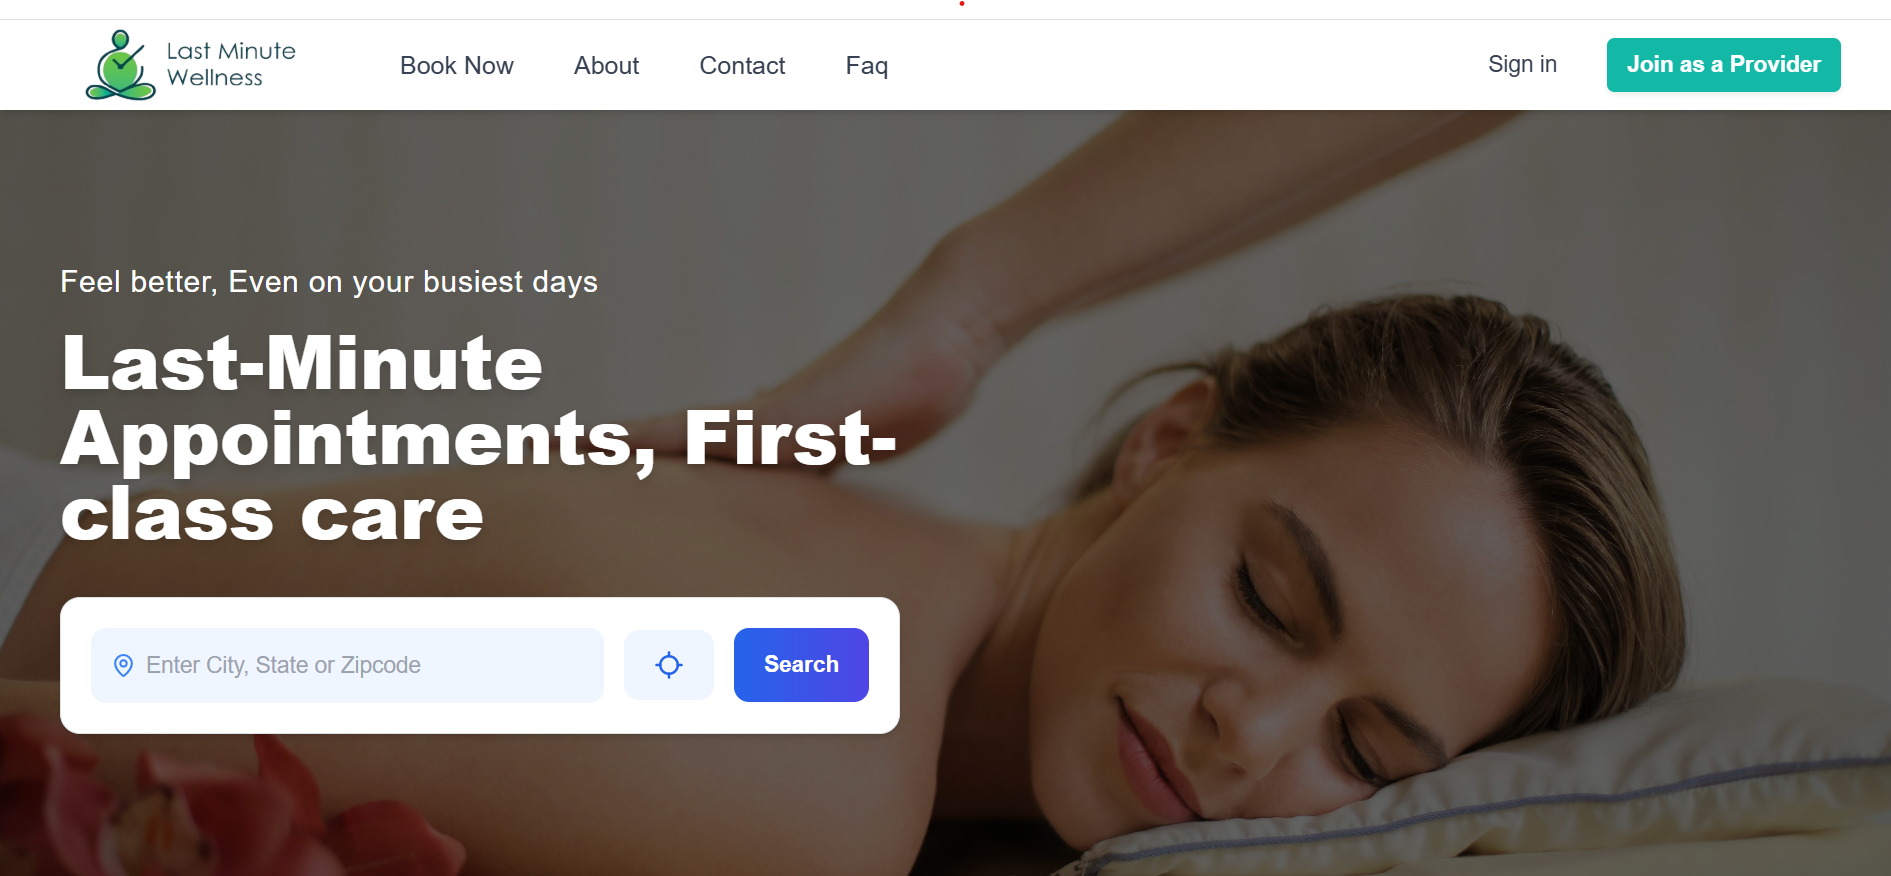 Last Minute
Wellness
Book Now
About
Contact
Faq
Sign in
Join as a Provider
Feel better, Even on your busiest days
Last-Minute
Appointments, First-
class care
Enter City, State or Zipcode
Search